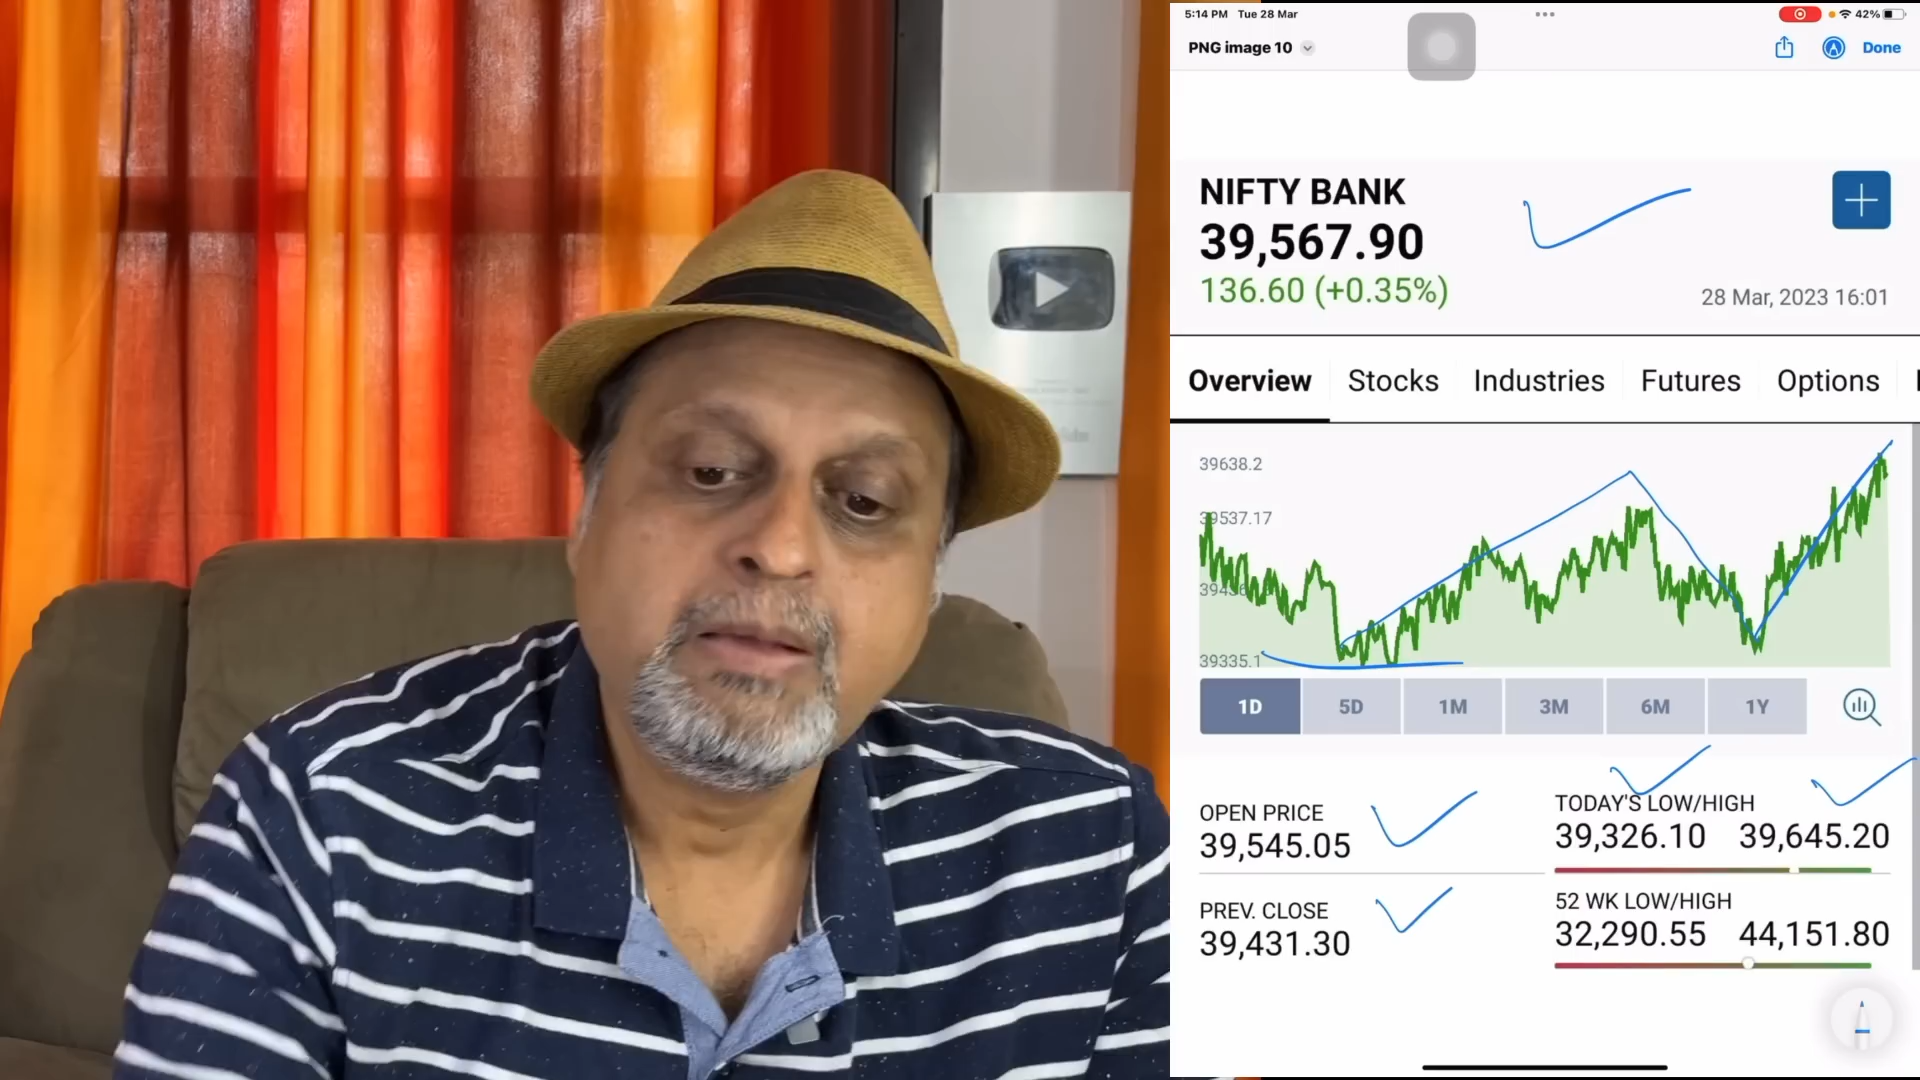 5:14 PM Tue 28 Mar
42%
PNG image 10
Done
NIFTY BANK
39,567.90
136.60 (+0.35%)
28 Mar, 2023 16:01
Overview Stocks Industries Futures Options
39638.2
39537.17
39335.1
1D 5D 1M 3M 6M 1Y
OPEN PRICE
39,545.05
TODAY'S LOW/HIGH
39,326.10 39,645.20
PREV. CLOSE
39,431.30
52 WK LOW/HIGH
32,290.55 44,151.80